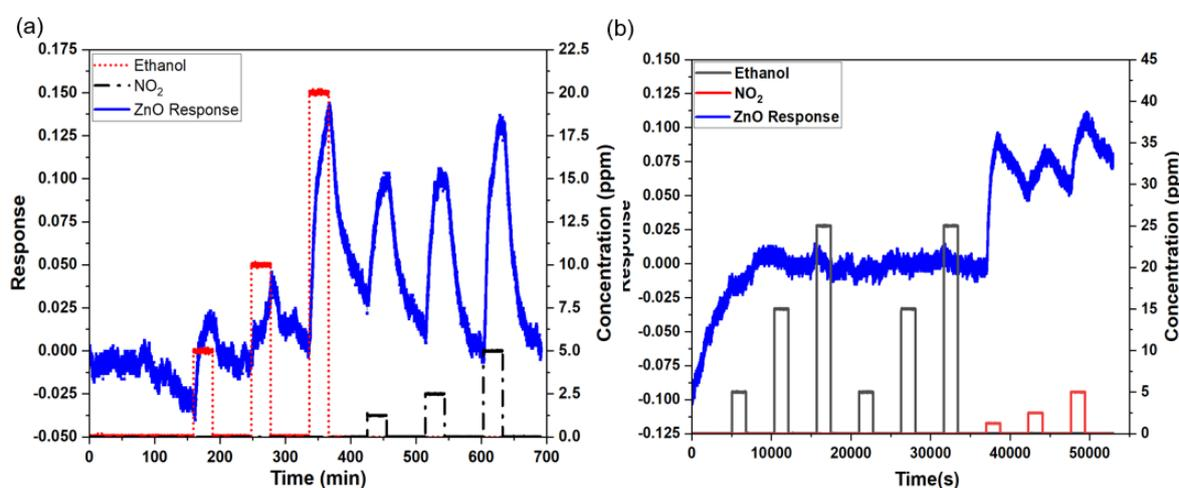 (a)
Ethanol
NO₂
ZnO Response
0.175
0.150
0.125
0.100
0.075
0.050
0.025
0.000
-0.025
-0.050
Response
22.5
20.0
17.5
15.0
12.5
10.0
7.5
5.0
2.5
0.0
Concentration (ppm)
0 100 200 300 400 500 600 700
Time (min)
(b)
Ethanol
NO₂
ZnO Response
0.150
0.125
0.100
0.075
0.050
0.025
0.000
-0.025
-0.050
-0.075
-0.100
-0.125
Response
45
40
35
30
25
20
15
10
5
0
Concentration (ppm)
0 10000 20000 30000 40000 50000
Time(s)